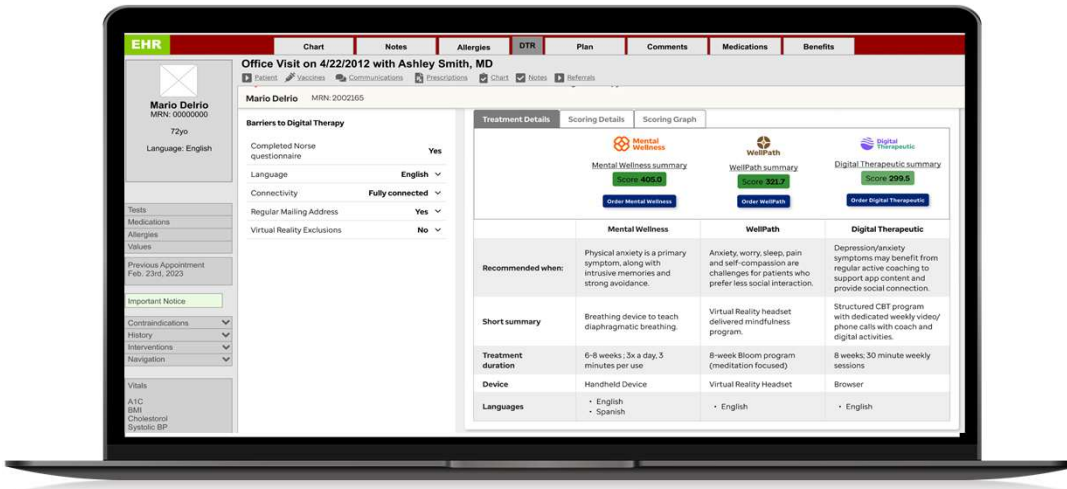 EHR
Chart
Notes
Allergies
DTR
Plan
Comments
Medications
Benefits
Office Visit on 4/22/2012 with Ashley Smith, MD
Patient
Vaccines
Communications
Prescriptions
Chart
Notes
Referrals
Mario Delrio
MRN: 00000000
72yo
Language: English
Tests
Medications
Allergies
Values
Previous Appointment
Feb. 23rd, 2023
Important Notice
Contraindications
History
Interventions
Navigation
Vitals
A1C
BMI
Cholestorol
Systolic BP
Mario Delrio MRN: 2002165
Barriers to Digital Therapy
Completed Norse
questionnaire
Yes
Language English
Connectivity Fully connected
Regular Mailing Address Yes
Virtual Reality Exclusions No
Treatment Details
Scoring Details
Scoring Graph
Mental
Wellness
Mental Wellness summary
Score 405.0
Order Mental Wellness
WellPath
WellPath summary
Score 321.7
Order WellPath
Digital
Therapeutic
Digital Therapeutic summary
Score 299.5
Order Digital Therapeutic
Mental Wellness
WellPath
Digital Therapeutic
Recommended when:
Physical anxiety is a primary
symptom, along with
intrusive memories and
strong avoidance.
Anxiety, worry, sleep, pain
and self-compassion are
challenges for patients who
prefer less social interaction.
Depression/anxiety
symptoms may benefit from
regular active coaching to
support app content and
provide social connection.
Short summary
Breathing device to teach
diaphragmatic breathing.
Virtual Reality headset
delivered mindfulness
program.
Structured CBT program
with dedicated weekly video/
phone calls with coach and
digital activities.
Treatment
duration
6-8 weeks ; 3x a day, 3
minutes per use
8-week Bloom program
(meditation focused)
8 weeks; 30 minute weekly
sessions
Device
Handheld Device
Virtual Reality Headset
Browser
Languages
• English
• Spanish
• English
• English